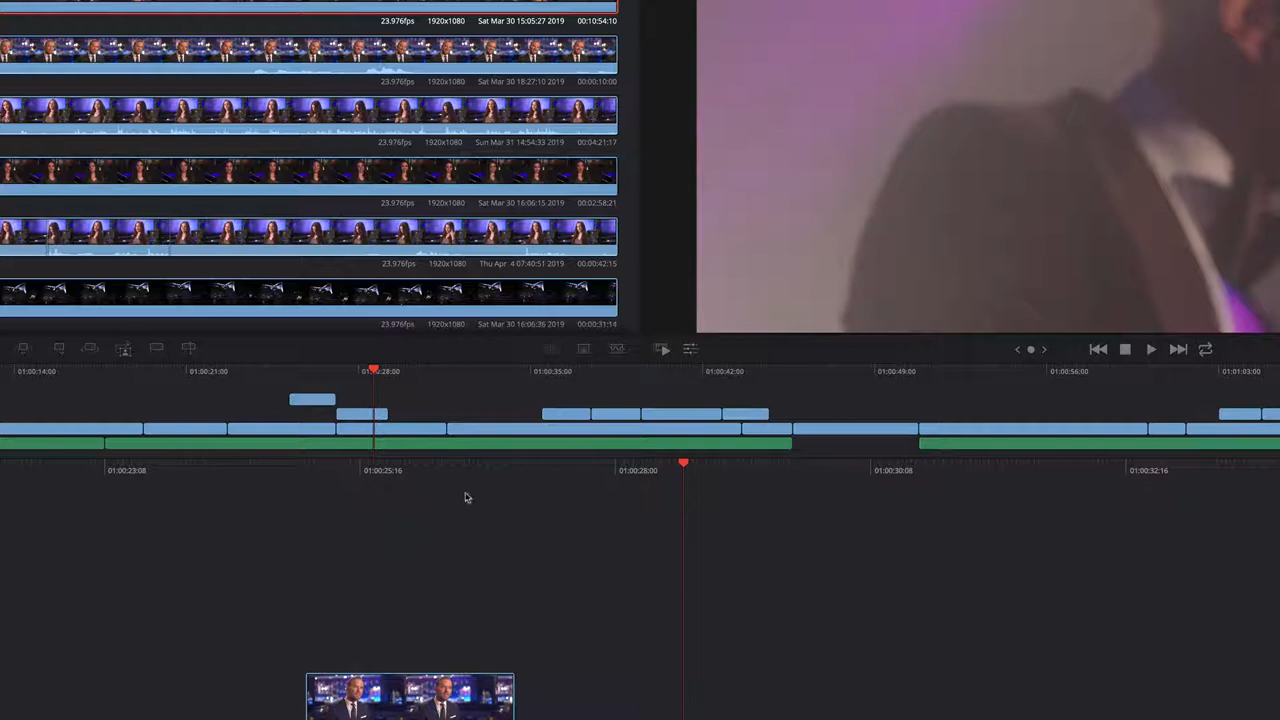 23.976fps 1920x1080 Sat Mar 30 15:05:27 2019 00:10:54:10
23.976fps 1920x1080 Sat Mar 30 18:27:10 2019 00:00:10:00
23.976fps 1920x1080 Sun Mar 31 14:54:33 2019 00:04:21:17
23.976fps 1920x1080 Sat Mar 30 16:06:15 2019 00:02:58:21
23.976fps 1920x1080 Thu Apr 4 07:40:51 2019 00:00:42:15
23.976fps 1920x1080 Sat Mar 30 16:06:36 2019 00:00:31:14
01:00:14:00 01:00:21:00 01:00:28:00 01:00:35:00 01:00:42:00 01:00:49:00 01:00:56:00 01:01:03:00
01:00:23:08 01:00:25:16 01:00:28:00 01:00:30:08 01:00:32:16